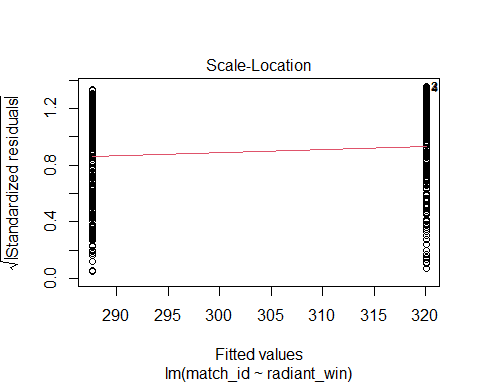 Scale-Location
√|Standardized residuals|
0.0 0.4 0.8 1.2
290 295 300 305 310 315 320
Fitted values
lm(match_id ~ radiant_win)